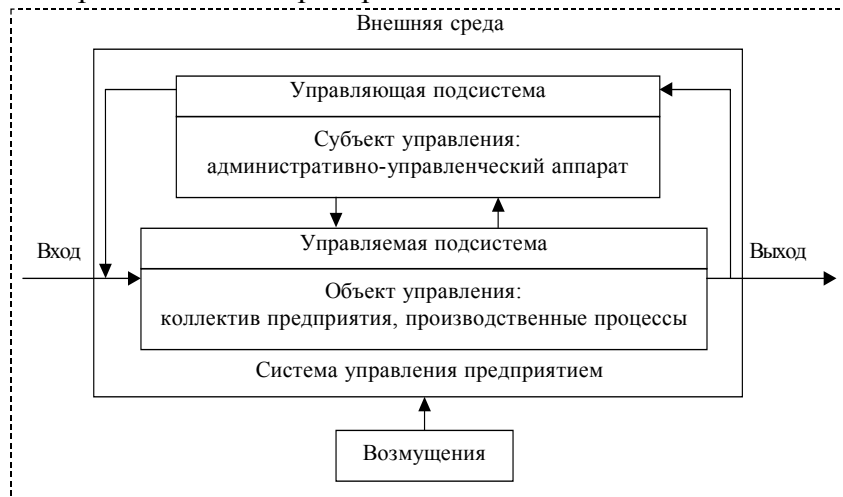 Внешняя среда
Управляющая подсистема
Субъект управления:
административно-управленческий аппарат
Вход
Управляемая подсистема
Выход
Объект управления:
коллектив предприятия, производственные процессы
Система управления предприятием
Возмущения